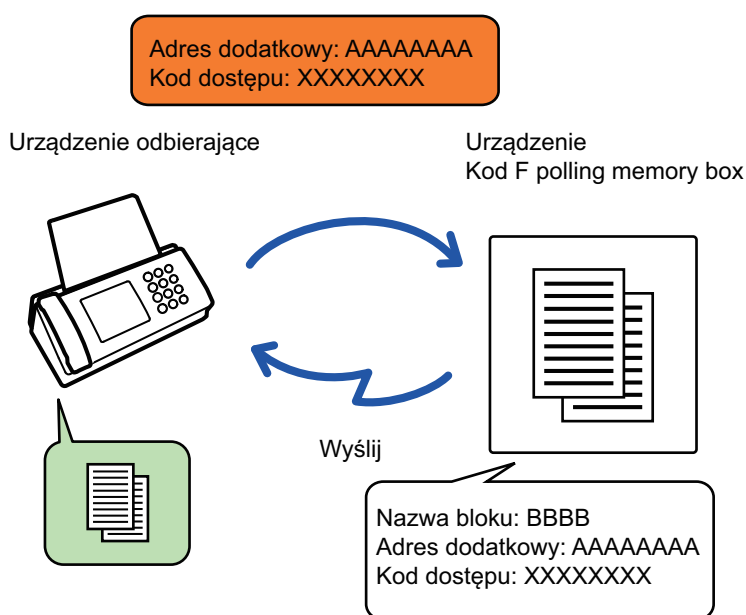 Adres dodatkowy: AAAAAAAA
Kod dostępu: XXXXXXXX
Urządzenie odbierające
Urządzenie
Kod F polling memory box
Wyślij
Nazwa bloku: BBBB
Adres dodatkowy: AAAAAAAA
Kod dostępu: XXXXXXXX